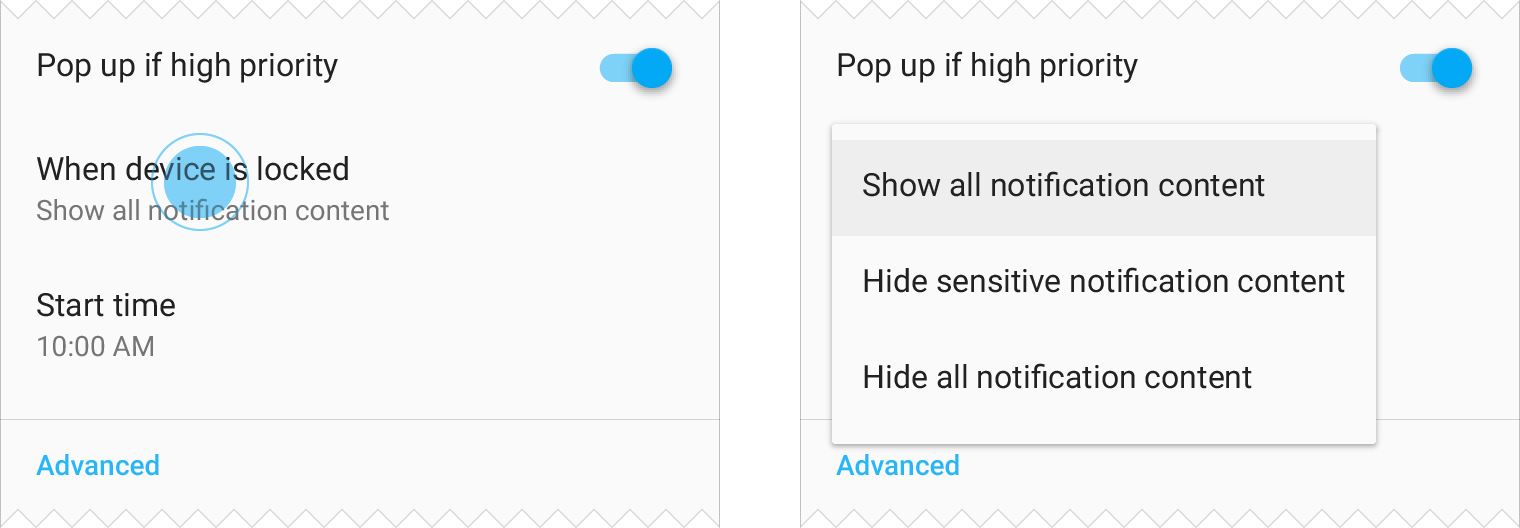 Pop up if high priority
When device is locked
Show all notification content
Start time
10:00 AM
Advanced
Pop up if high priority
Show all notification content
Hide sensitive notification content
Hide all notification content
Advanced